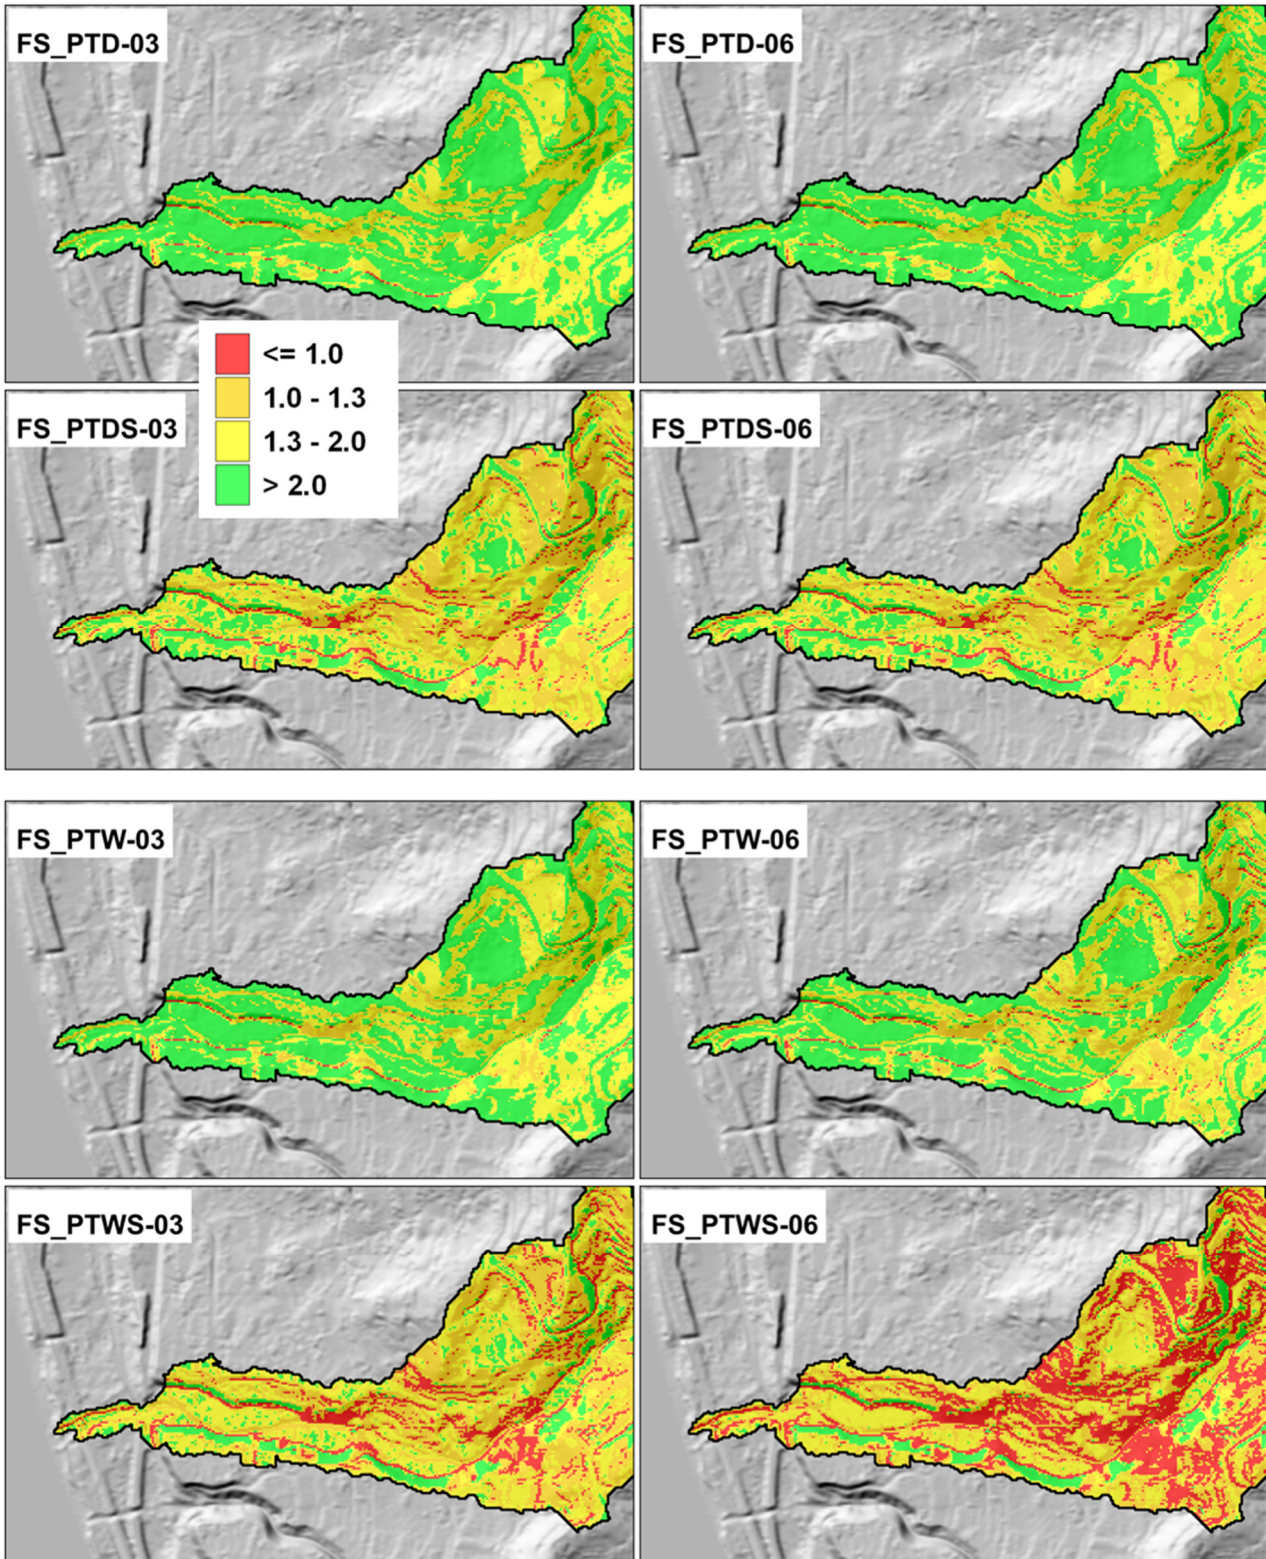 FS_PTD-03
FS_PTD-06
<= 1.0
1.0 - 1.3
1.3 - 2.0
> 2.0
FS_PTDS-03
FS_PTDS-06
FS_PTW-03
FS_PTW-06
FS_PTWS-03
FS_PTWS-06